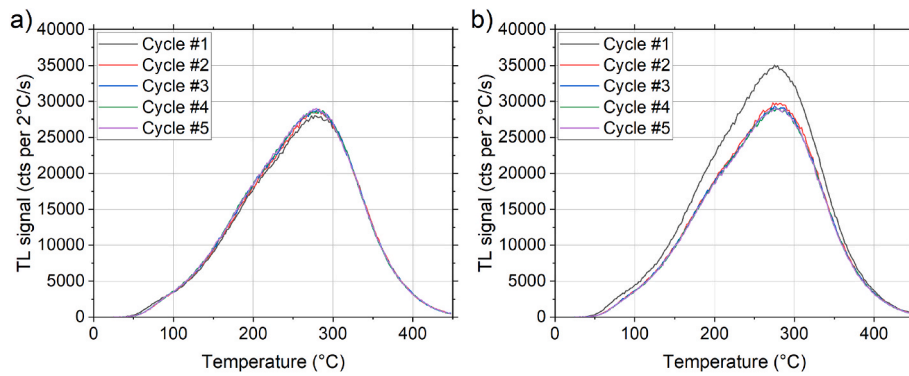 a)
40000
35000
30000
25000
20000
15000
10000
5000
0
TL signal (cts per 2°C/s)
Cycle #1
Cycle #2
Cycle #3
Cycle #4
Cycle #5
0 100 200 300 400
Temperature (°C)
b)
40000
35000
30000
25000
20000
15000
10000
5000
0
TL signal (cts per 2°C/s)
Cycle #1
Cycle #2
Cycle #3
Cycle #4
Cycle #5
0 100 200 300 400
Temperature (°C)